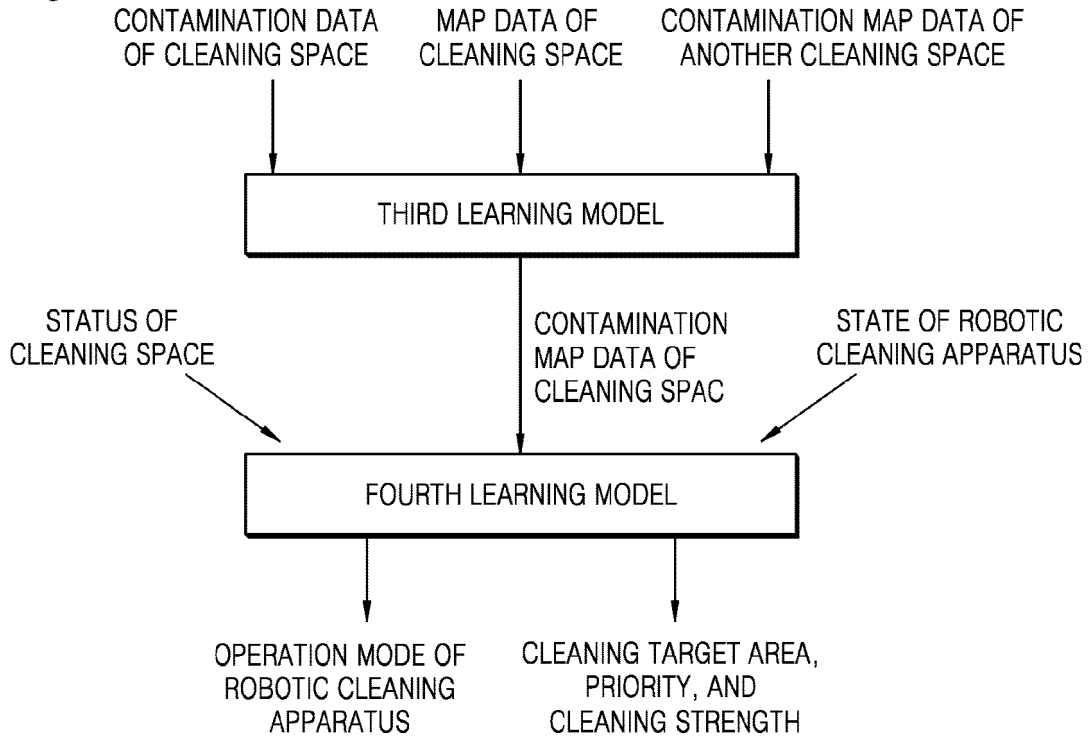 CONTAMINATION DATA
OF CLEANING SPACE
MAP DATA OF
CLEANING SPACE
CONTAMINATION MAP DATA OF
ANOTHER CLEANING SPACE
THIRD LEARNING MODEL
STATUS OF
CLEANING SPACE
CONTAMINATION
MAP DATA OF
CLEANING SPAC
STATE OF ROBOTIC
CLEANING APPARATUS
FOURTH LEARNING MODEL
OPERATION MODE OF
ROBOTIC CLEANING
APPARATUS
CLEANING TARGET AREA,
PRIORITY, AND
CLEANING STRENGTH